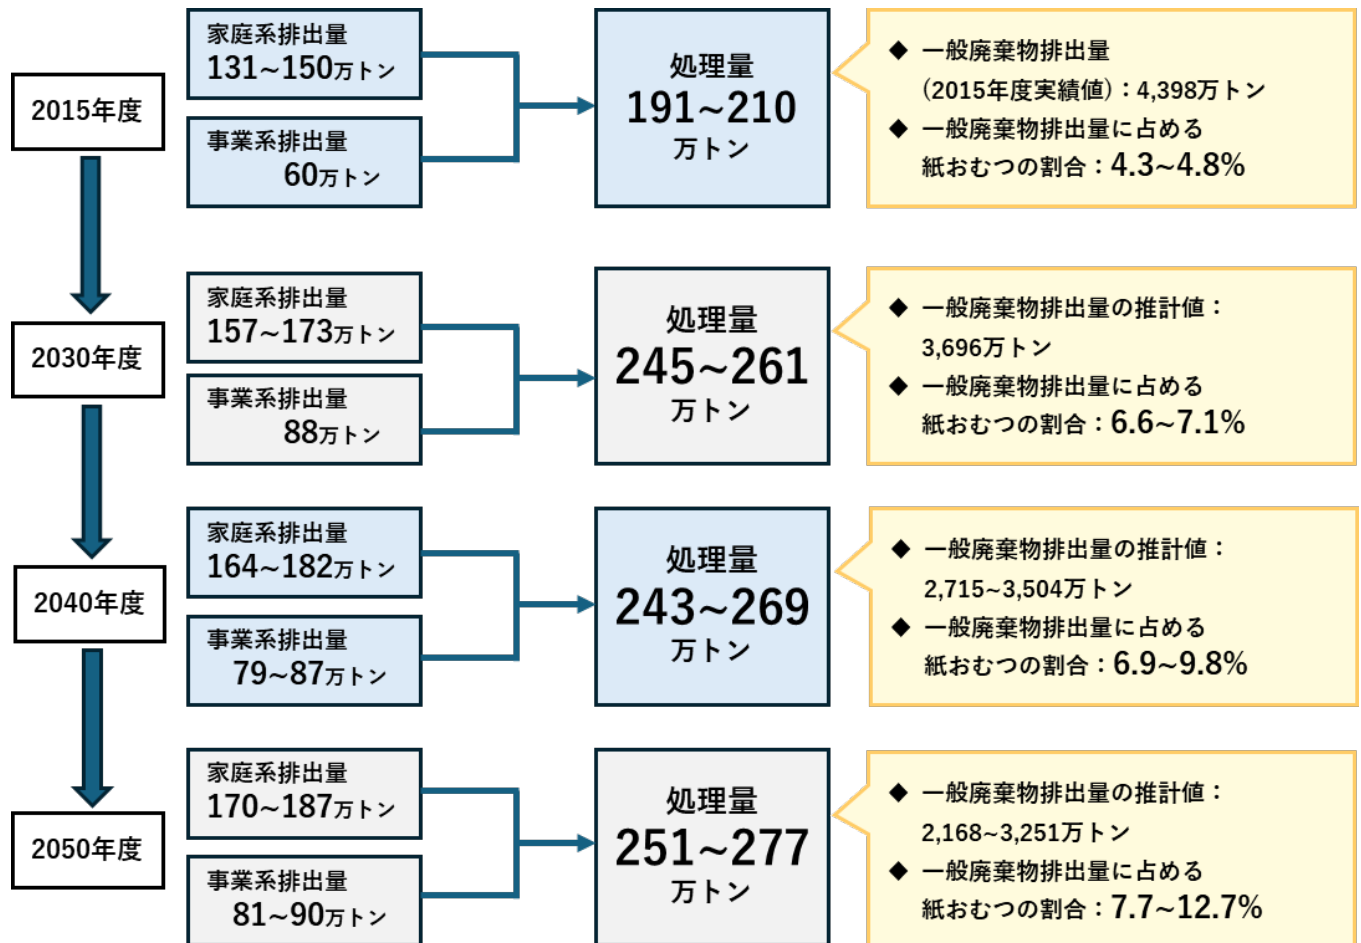 2015年度
家庭系排出量
131~150万トン
事業系排出量
60万トン
処理量
191~210
万トン
◆ 一般廃棄物排出量
(2015年度実績値)：4,398万トン
◆ 一般廃棄物排出量に占める
紙おむつの割合：4.3~4.8%
2030年度
家庭系排出量
157~173万トン
事業系排出量
88万トン
処理量
245~261
万トン
◆ 一般廃棄物排出量の推計値：
3,696万トン
◆ 一般廃棄物排出量に占める
紙おむつの割合：6.6~7.1%
2040年度
家庭系排出量
164~182万トン
事業系排出量
79~87万トン
処理量
243~269
万トン
◆ 一般廃棄物排出量の推計値：
2,715~3,504万トン
◆ 一般廃棄物排出量に占める
紙おむつの割合：6.9~9.8%
2050年度
家庭系排出量
170~187万トン
事業系排出量
81~90万トン
処理量
251~277
万トン
◆ 一般廃棄物排出量の推計値：
2,168~3,251万トン
◆ 一般廃棄物排出量に占める
紙おむつの割合：7.7~12.7%